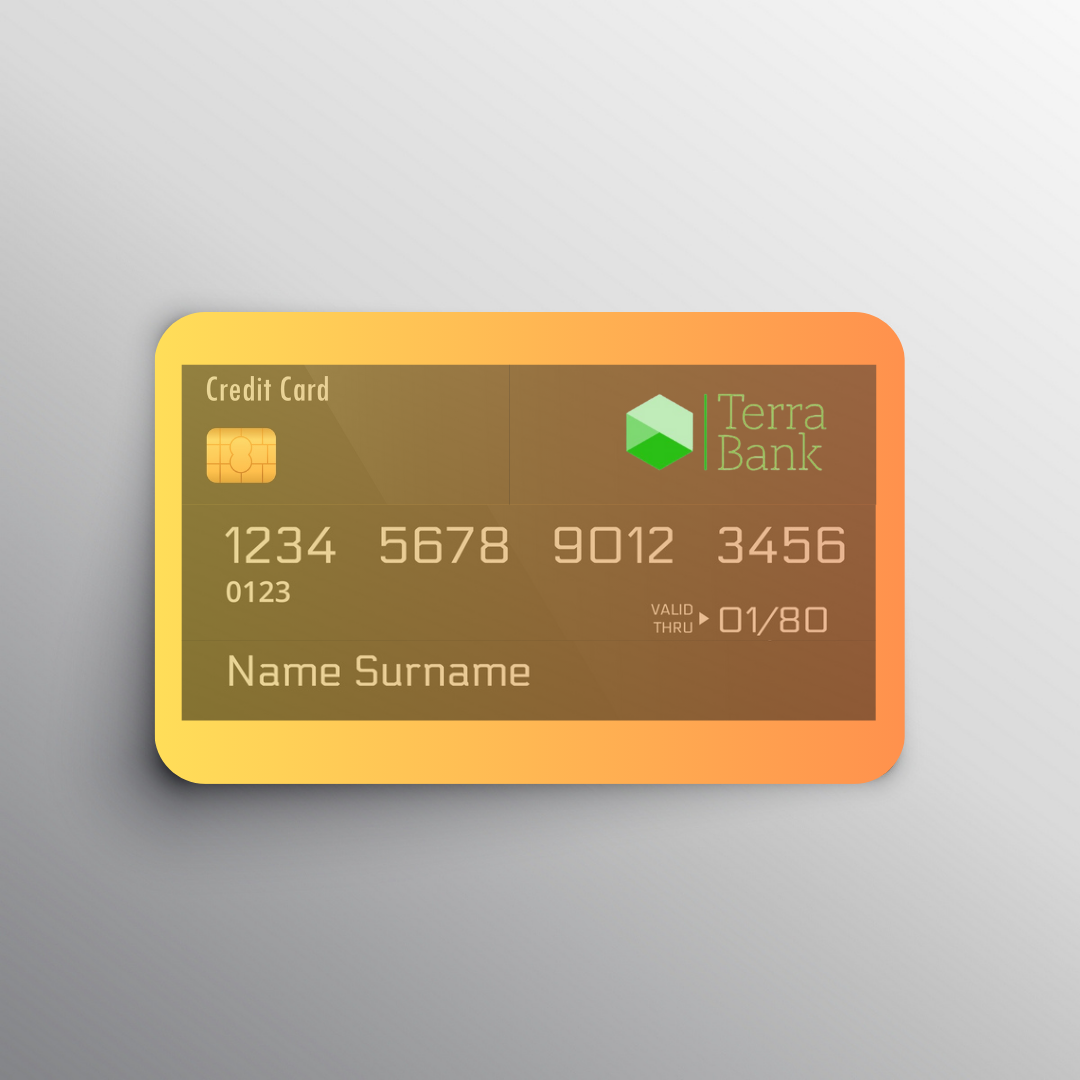 Credit Card
Terra
Bank
1234 5678 9012 3456
0123
VALID
THRU
01/80
Name Surname